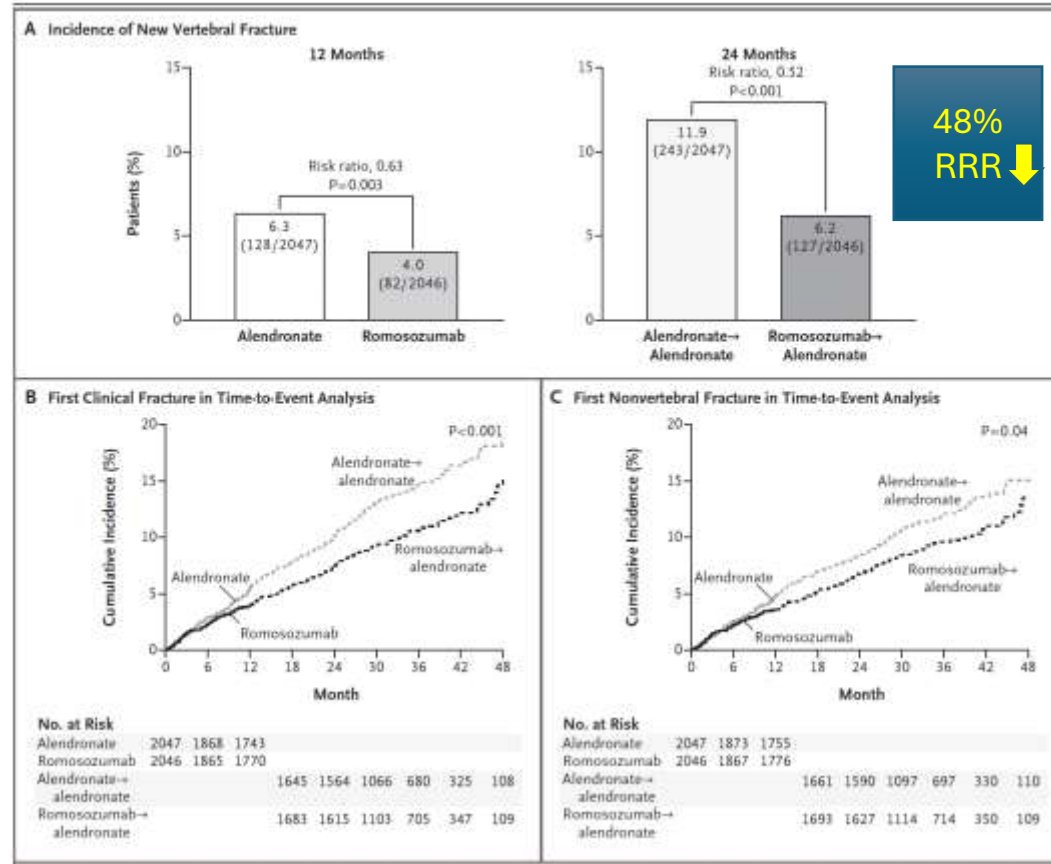 A Incidence of New Vertebral Fracture
12 Months
Patients (%)
15
10
5
0
Risk ratio, 0.63
P=0.003
6.3
(128/2047)
4.0
(82/2046)
Alendronate
Romosozumab
24 Months
15
10
5
0
Risk ratio, 0.52
P<0.001
11.9
(243/2047)
6.2
(127/2046)
Alendronate→
Alendronate
Romosozumab→
Alendronate
48%
RRR
B First Clinical Fracture in Time-to-Event Analysis
Cumulative Incidence (%)
20
15
10
5
0
P<0.001
Alendronate→
alendronate
Romosozumab→
alendronate
Alendronate
Romosozumab
0 6 12 18 24 30 36 42 48
Month
No. at Risk
Alendronate 2047 1868 1743
Romosozumab 2046 1865 1770
Alendronate→ 1645 1564 1066 680 325 108
alendronate
Romosozumab→ 1683 1615 1103 705 347 109
alendronate
C First Nonvertebral Fracture in Time-to-Event Analysis
Cumulative Incidence (%)
20
15
10
5
0
P=0.04
Alendronate→
alendronate
Romosozumab→
alendronate
Alendronate
Romosozumab
0 6 12 18 24 30 36 42 48
Month
No. at Risk
Alendronate 2047 1873 1755
Romosozumab 2046 1867 1776
Alendronate→ 1661 1590 1097 697 330 110
alendronate
Romosozumab→ 1693 1627 1114 714 350 109
alendronate